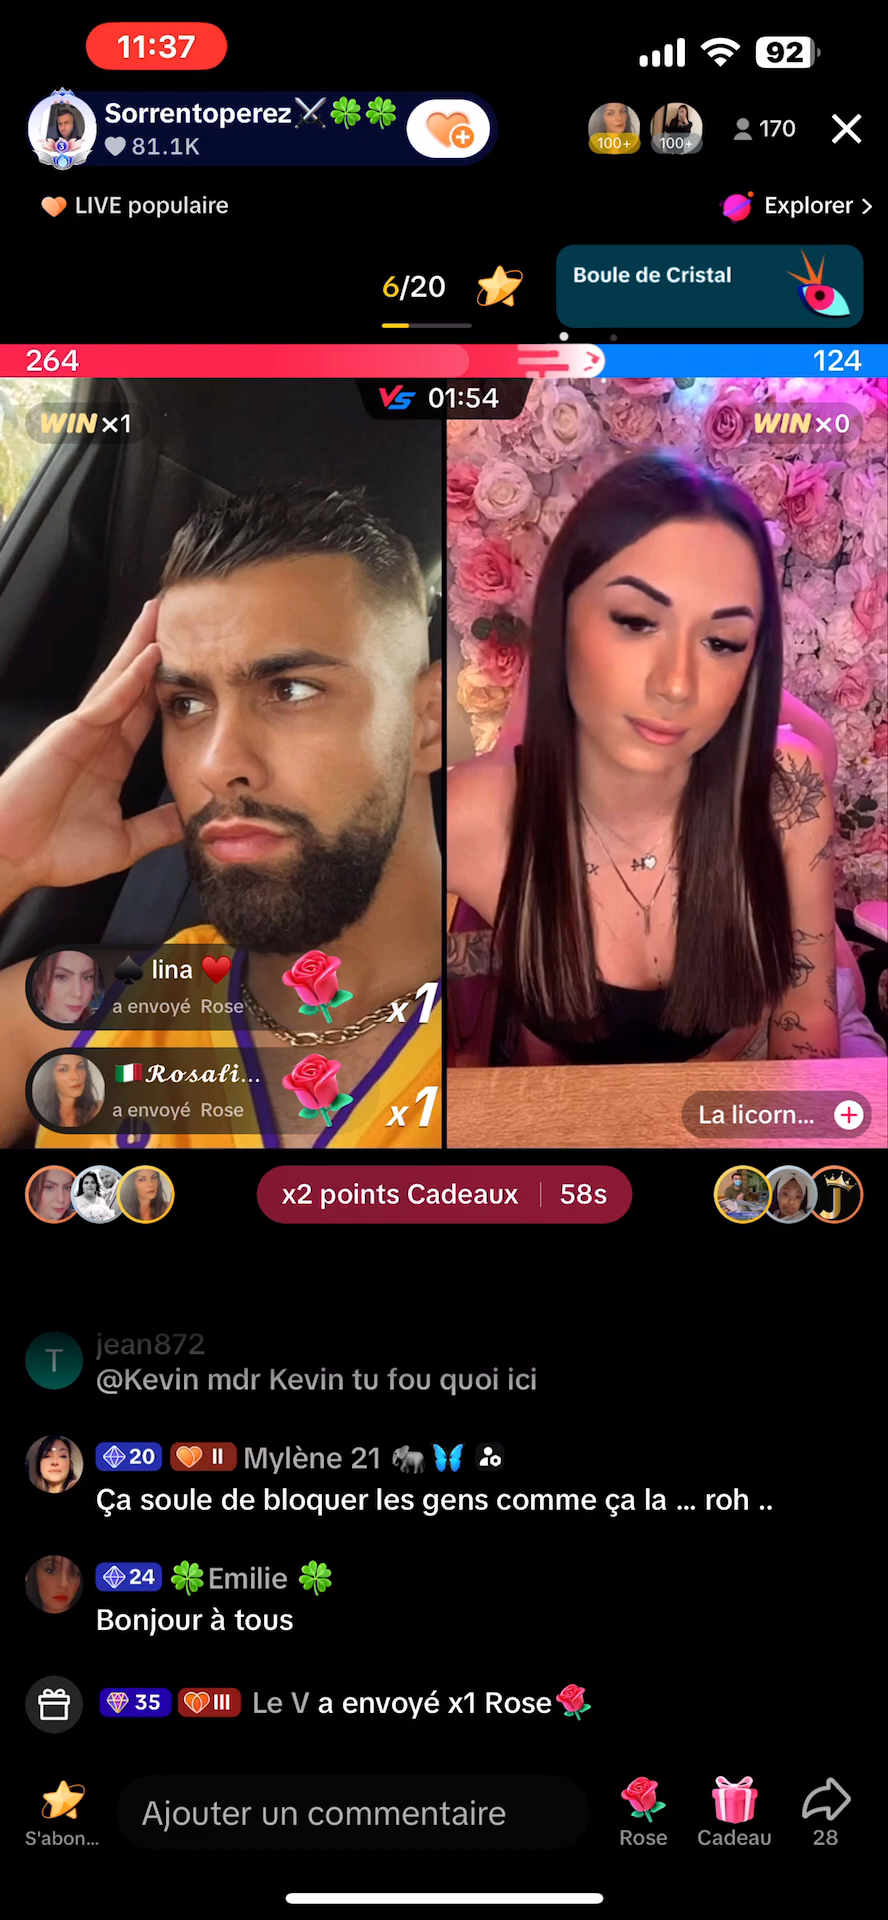 11:37
92
Sorrentoperez
81.1K
100+
100+
170
LIVE populaire
Explorer
6/20
Boule de Cristal
264
124
VS 01:54
WIN x1
WIN x0
lina
a envoyé Rose
x1
𝓡𝓸𝓼𝓪𝓵𝓲...
a envoyé Rose
x1
La licorn...
x2 points Cadeaux
58s
J
T
jean872
@Kevin mdr Kevin tu fou quoi ici
20 II Mylène 21
Ça soule de bloquer les gens comme ça la ... roh ..
24 Emilie
Bonjour à tous
35 III Le V a envoyé x1 Rose
S'abon...
Ajouter un commentaire
Rose
Cadeau
28